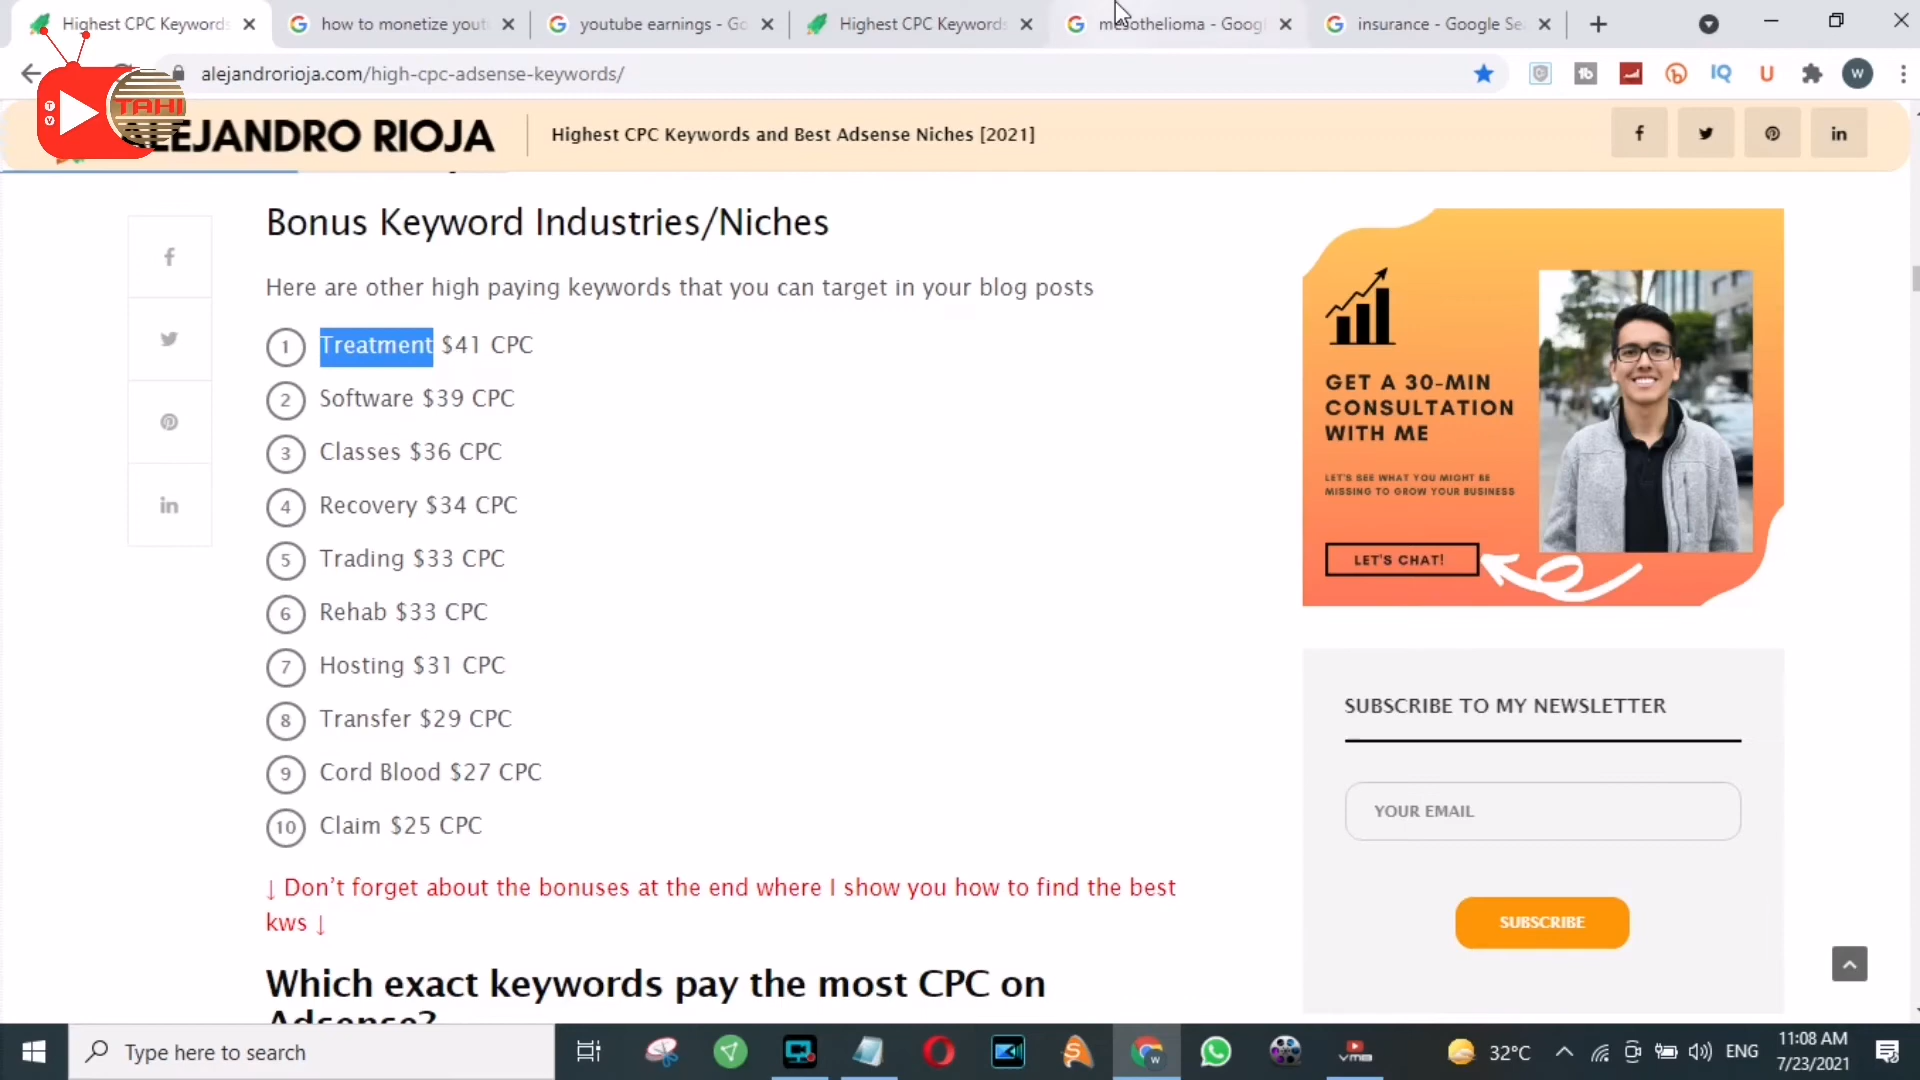 Highest CPC Keywords
how to monetize yout
youtube earnings - Go
Highest CPC Keywords
mesothelioma - Googl
insurance - Google Se
alejandrorioja.com/high-cpc-adsense-keywords/
TV
TAHI
ALEJANDRO RIOJA
Highest CPC Keywords and Best Adsense Niches [2021]
Bonus Keyword Industries/Niches
Here are other high paying keywords that you can target in your blog posts
1 Treatment $41 CPC
2 Software $39 CPC
3 Classes $36 CPC
4 Recovery $34 CPC
5 Trading $33 CPC
6 Rehab $33 CPC
7 Hosting $31 CPC
8 Transfer $29 CPC
9 Cord Blood $27 CPC
10 Claim $25 CPC
↓ Don’t forget about the bonuses at the end where I show you how to find the best
kws ↓
Which exact keywords pay the most CPC on
Adsense?
GET A 30-MIN
CONSULTATION
WITH ME
LET'S SEE WHAT YOU MIGHT BE
MISSING TO GROW YOUR BUSINESS
LET'S CHAT!
SUBSCRIBE TO MY NEWSLETTER
YOUR EMAIL
SUBSCRIBE
Type here to search
32°C
ENG
11:08 AM
7/23/2021